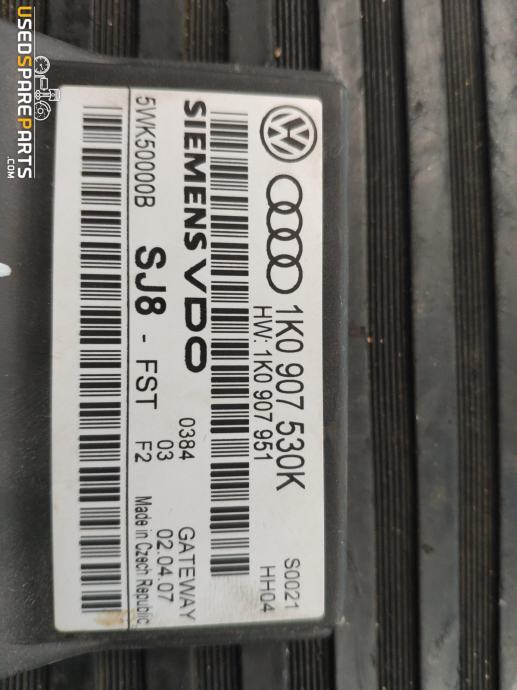 USEDSPAREPARTS
.COM
1K0 907 530K S0021
HW: 1K0 907 951 HH04
SIEMENS VDO 0384 GATEWAY
03 02.04.07
5WK50000B SJ8 - FST F2 Made in Czech Republic